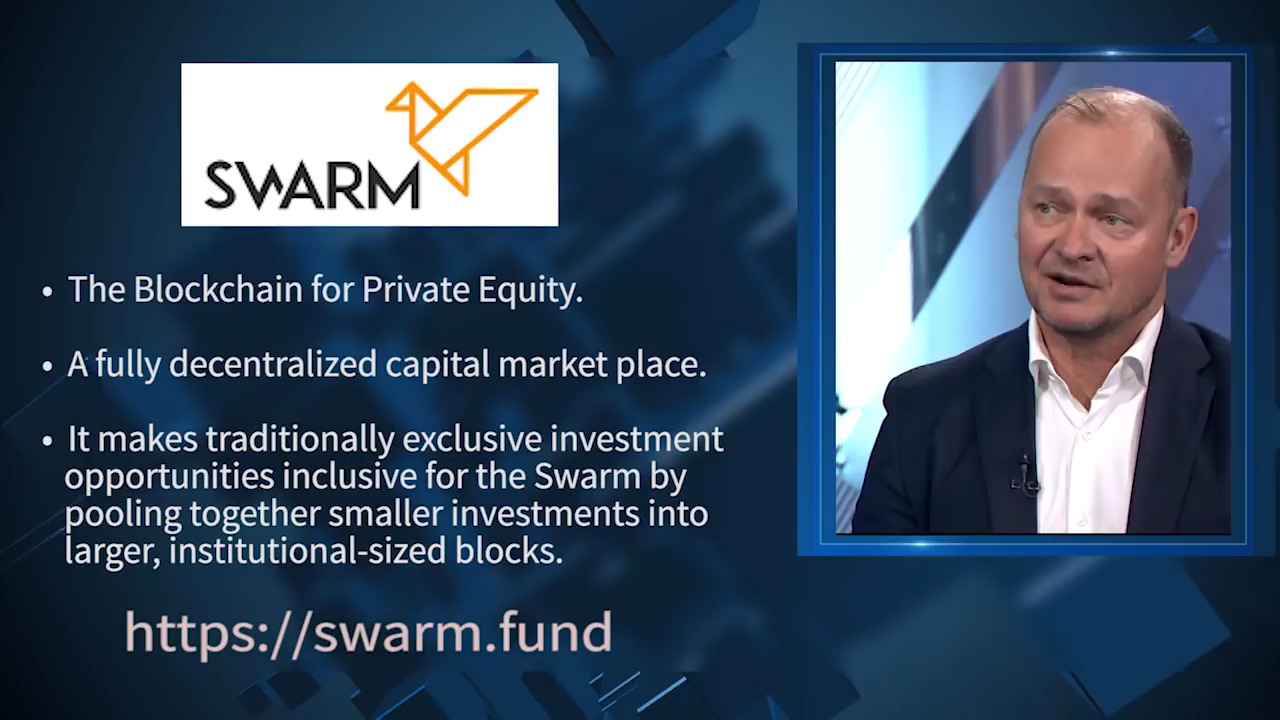 SWARM
• The Blockchain for Private Equity.
• A fully decentralized capital market place.
• It makes traditionally exclusive investment
opportunities inclusive for the Swarm by
pooling together smaller investments into
larger, institutional-sized blocks.
https://swarm.fund